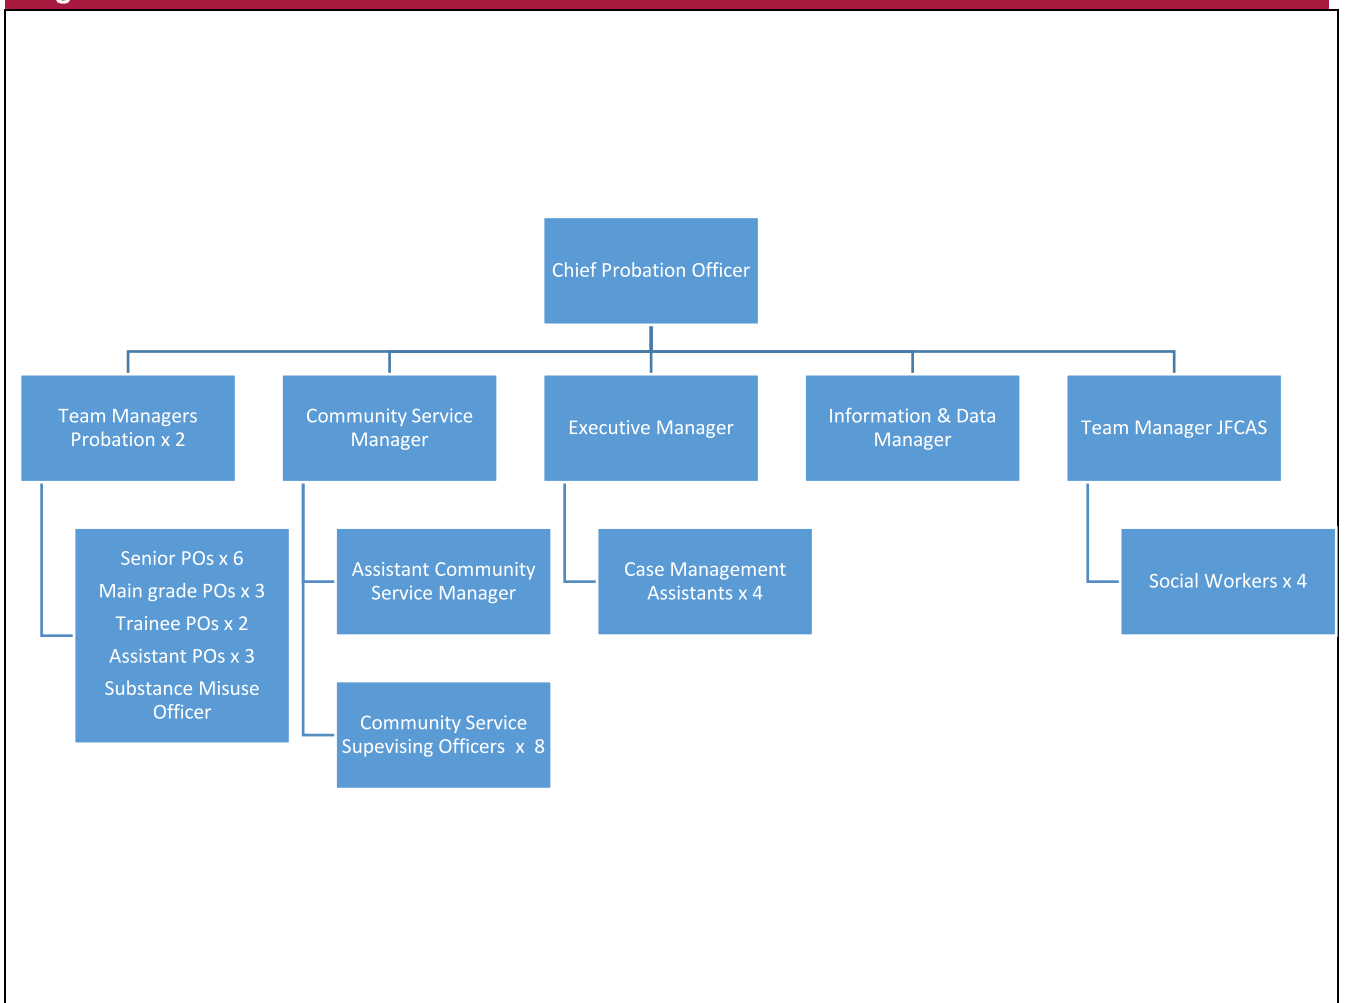 Chief Probation Officer
Team Managers
Probation x 2
Community Service
Manager
Executive Manager
Information & Data
Manager
Team Manager JFCAS
Senior POs x 6
Main grade POs x 3
Trainee POs x 2
Assistant POs x 3
Substance Misuse
Officer
Assistant Community
Service Manager
Case Management
Assistants x 4
Social Workers x 4
Community Service
Supevising Officers  x  8